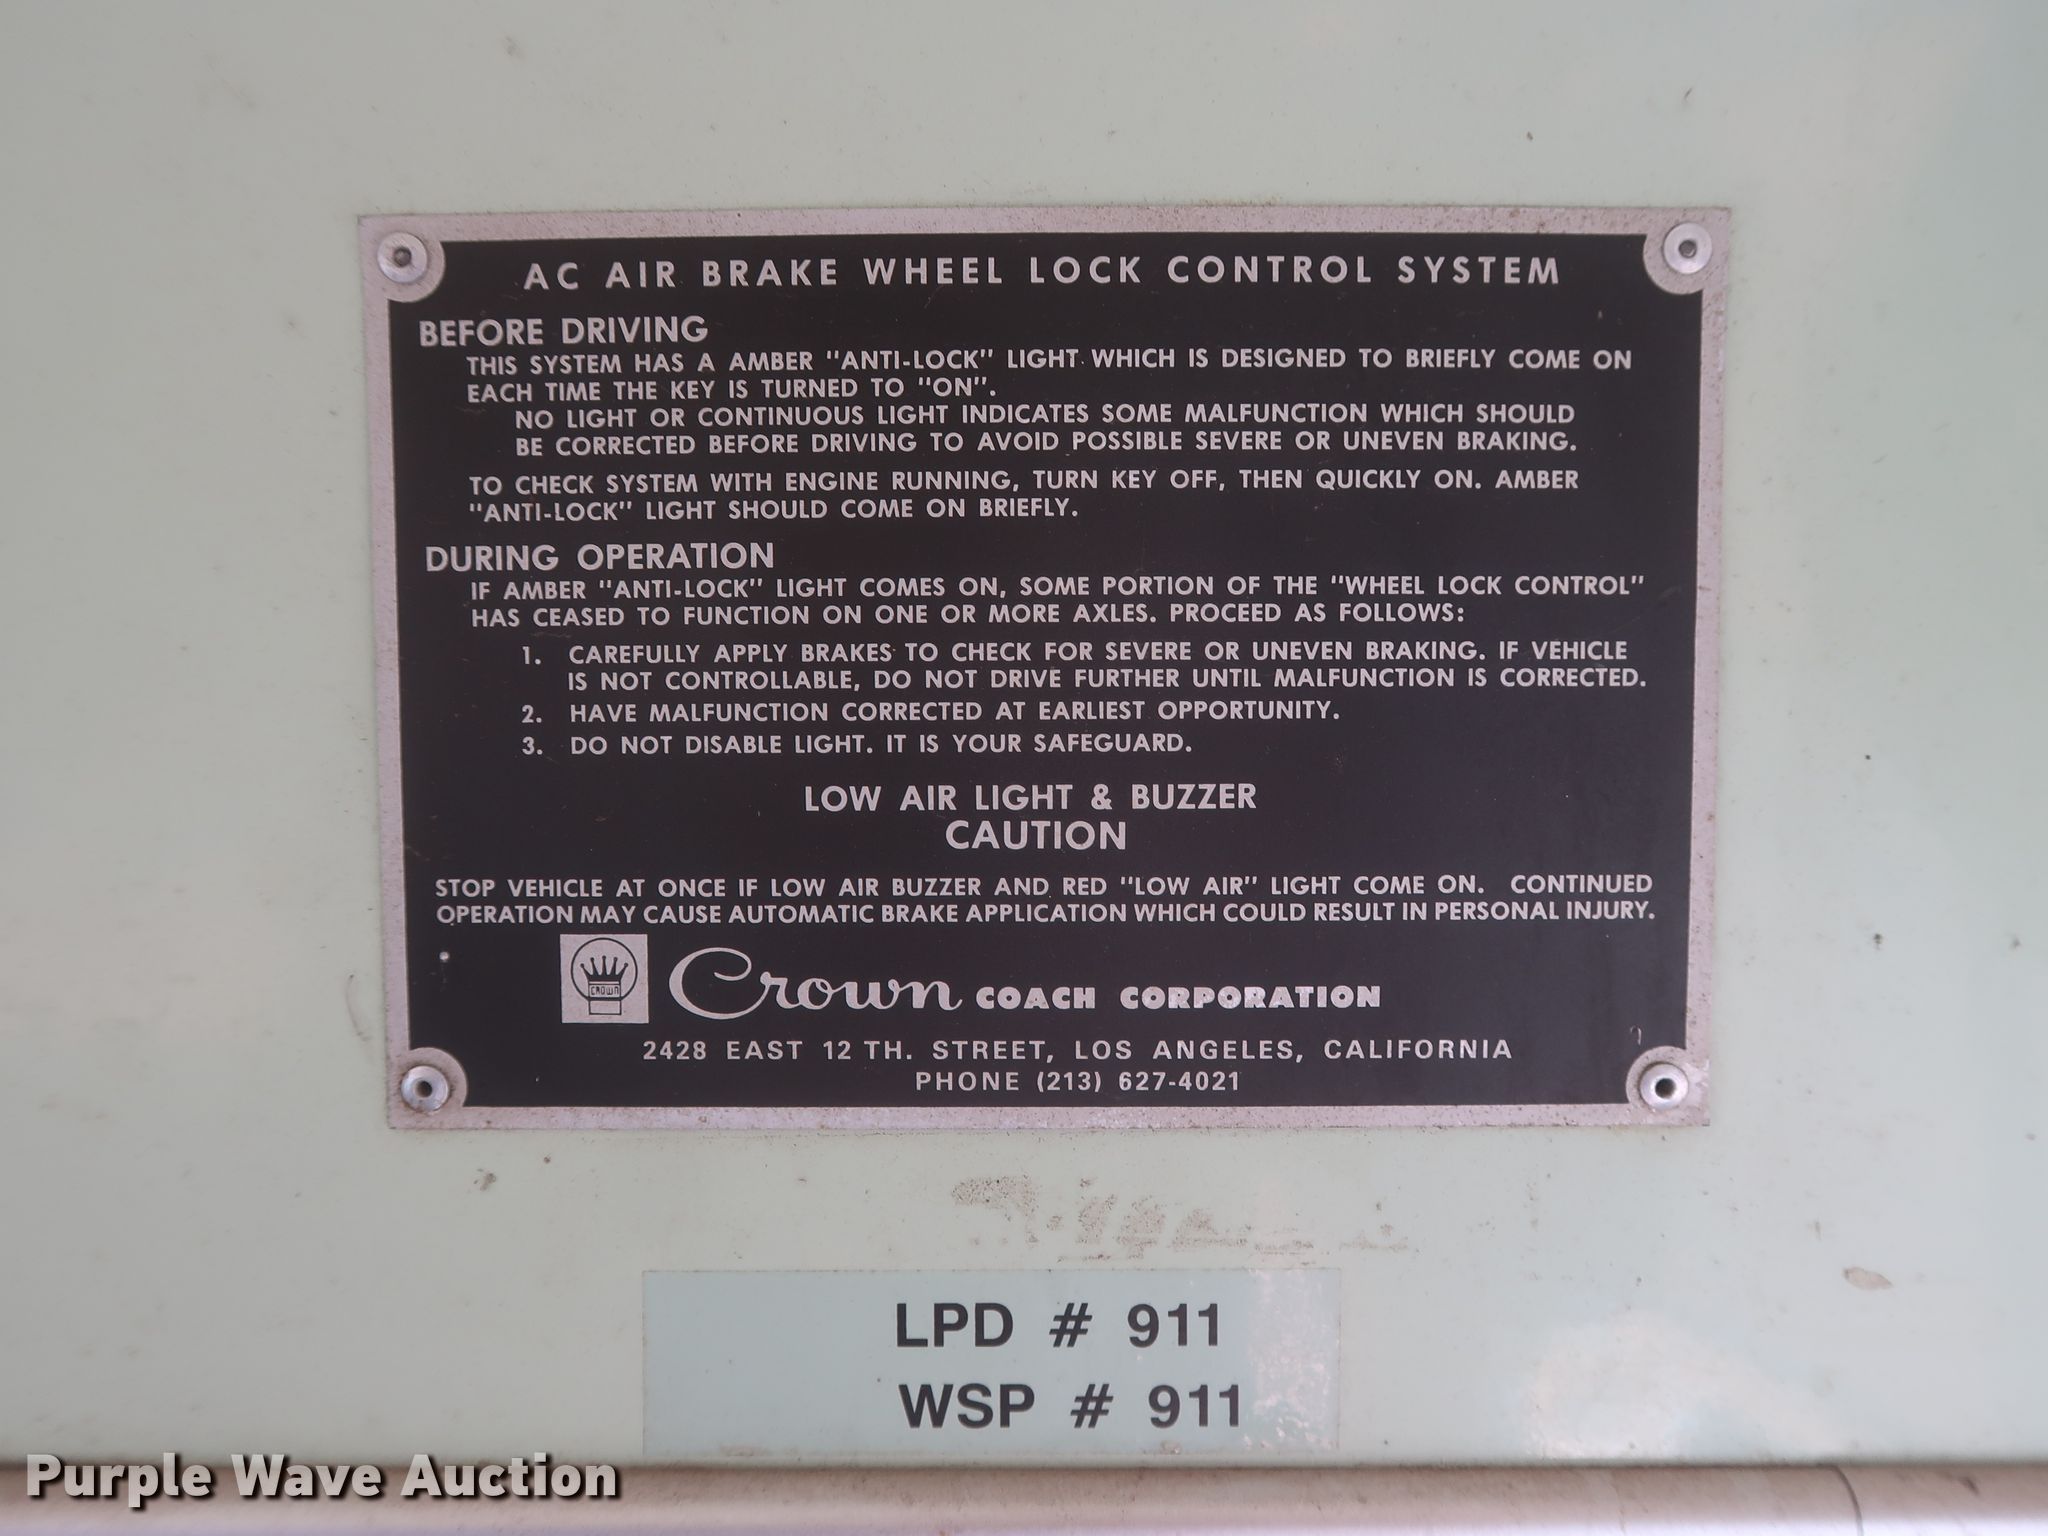 AC AIR BRAKE WHEEL LOCK CONTROL SYSTEM
BEFORE DRIVING
THIS SYSTEM HAS A AMBER "ANTI-LOCK" LIGHT WHICH IS DESIGNED TO BRIEFLY COME ON
EACH TIME THE KEY IS TURNED TO "ON".
NO LIGHT OR CONTINUOUS LIGHT INDICATES SOME MALFUNCTION WHICH SHOULD
BE CORRECTED BEFORE DRIVING TO AVOID POSSIBLE SEVERE OR UNEVEN BRAKING.
TO CHECK SYSTEM WITH ENGINE RUNNING, TURN KEY OFF, THEN QUICKLY ON. AMBER
"ANTI-LOCK" LIGHT SHOULD COME ON BRIEFLY.
DURING OPERATION
IF AMBER "ANTI-LOCK" LIGHT COMES ON, SOME PORTION OF THE "WHEEL LOCK CONTROL"
HAS CEASED TO FUNCTION ON ONE OR MORE AXLES. PROCEED AS FOLLOWS:
1. CAREFULLY APPLY BRAKES TO CHECK FOR SEVERE OR UNEVEN BRAKING. IF VEHICLE
IS NOT CONTROLLABLE, DO NOT DRIVE FURTHER UNTIL MALFUNCTION IS CORRECTED.
2. HAVE MALFUNCTION CORRECTED AT EARLIEST OPPORTUNITY.
3. DO NOT DISABLE LIGHT. IT IS YOUR SAFEGUARD.
LOW AIR LIGHT & BUZZER
CAUTION
STOP VEHICLE AT ONCE IF LOW AIR BUZZER AND RED "LOW AIR" LIGHT COME ON. CONTINUED
OPERATION MAY CAUSE AUTOMATIC BRAKE APPLICATION WHICH COULD RESULT IN PERSONAL INJURY.
CROWN
Crown COACH CORPORATION
2428 EAST 12 TH. STREET, LOS ANGELES, CALIFORNIA
PHONE (213) 627-4021
LPD # 911
WSP # 911
Purple Wave Auction